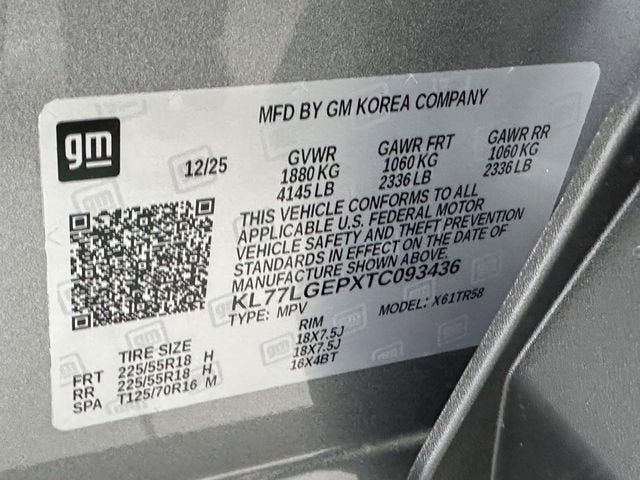 MFD BY GM KOREA COMPANY
gm
12/25
GVWR
1880 KG
4145 LB
GAWR FRT
1060 KG
2336 LB
GAWR RR
1060 KG
2336 LB
THIS VEHICLE CONFORMS TO ALL
APPLICABLE U.S. FEDERAL MOTOR
VEHICLE SAFETY AND THEFT PREVENTION
STANDARDS IN EFFECT ON THE DATE OF
MANUFACTURE SHOWN ABOVE.
KL77LGEPXTC093436
TYPE: MPV MODEL: X61TR58
TIRE SIZE RIM
FRT 225/55R18 H 18X7.5J
RR 225/55R18 H 18X7.5J
SPA T125/70R16 M 16X4BT